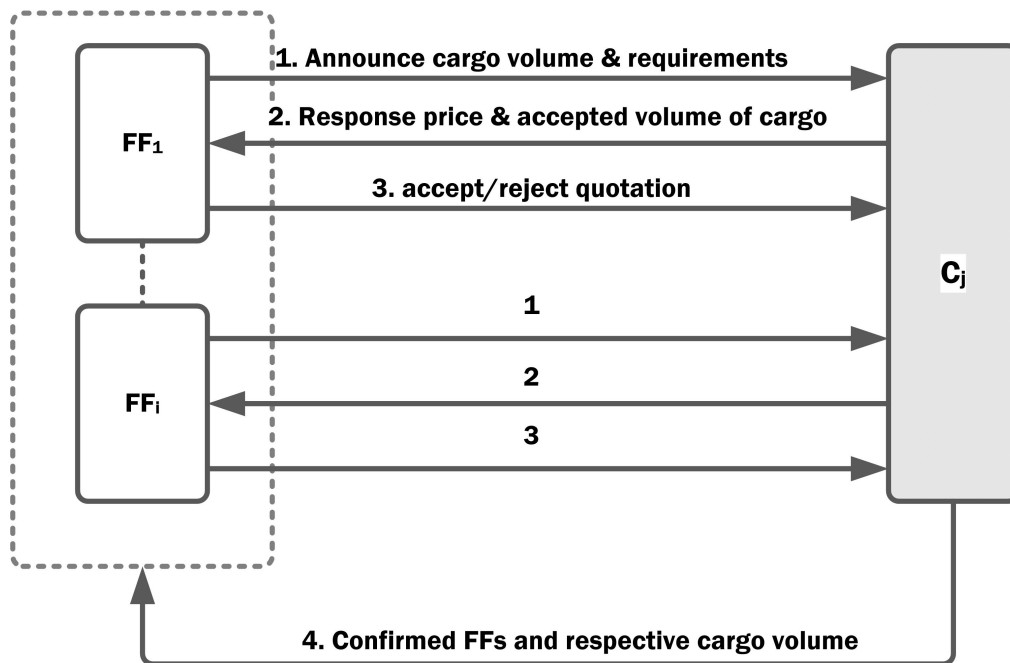 1. Announce cargo volume & requirements
2. Response price & accepted volume of cargo
FF₁
3. accept/reject quotation
Cⱼ
1
2
FFᵢ
3
4. Confirmed FFs and respective cargo volume